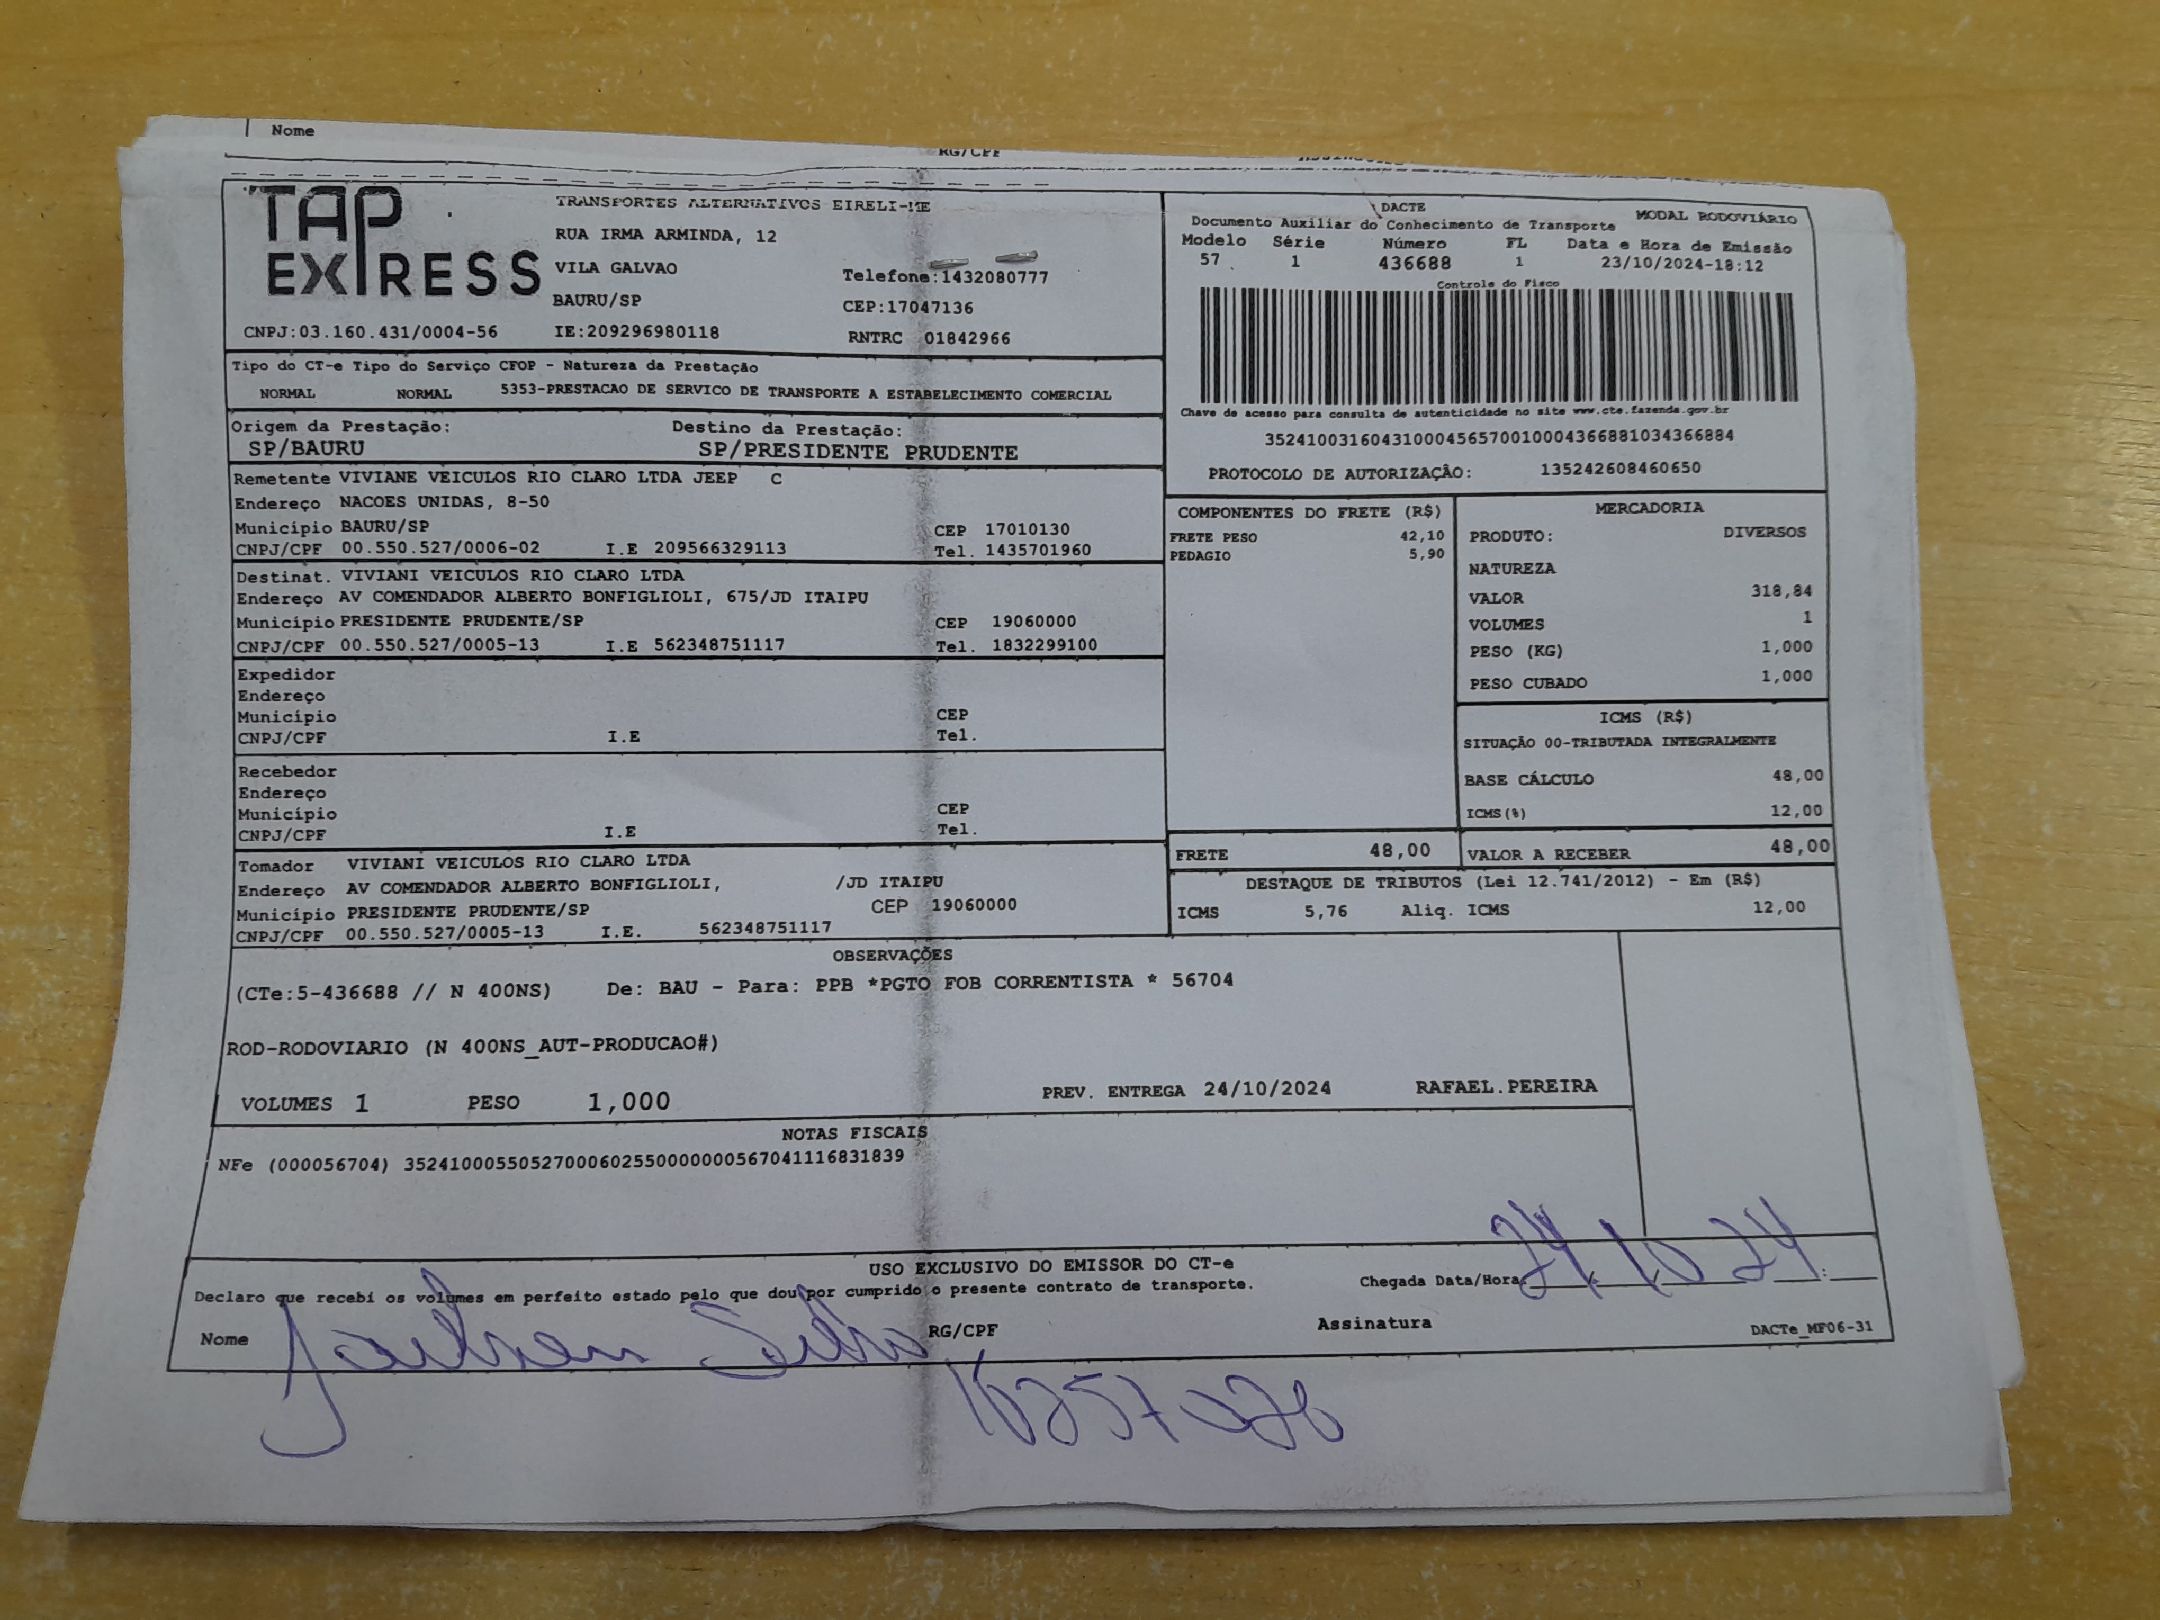 Nome
RG/CPF
TAP EXPRESS
TRANSPORTES ALTERNATIVOS EIRELI-ME
RUA IRMA ARMINDA, 12
VILA GALVAO
Telefone:1432080777
BAURU/SP
CEP:17047136
CNPJ:03.160.431/0004-56 IE:209296980118 RNTRC 01842966
DACTE
Documento Auxiliar do Conhecimento de Transporte MODAL RODOVIÁRIO
Modelo Série Número FL Data e Hora de Emissão
57 1 436688 1 23/10/2024-18:12
Controle do Fisco
Chave de acesso para consulta de autenticidade no site www.cte.fazenda.gov.br
35241003160431000456570010004366881034366884
PROTOCOLO DE AUTORIZAÇÃO: 135242608460650
Tipo do CT-e Tipo do Serviço CFOP - Natureza da Prestação
NORMAL NORMAL 5353-PRESTACAO DE SERVICO DE TRANSPORTE A ESTABELECIMENTO COMERCIAL
Origem da Prestação: Destino da Prestação:
SP/BAURU SP/PRESIDENTE PRUDENTE
Remetente VIVIANE VEICULOS RIO CLARO LTDA JEEP C
Endereço NACOES UNIDAS, 8-50
Município BAURU/SP CEP 17010130
CNPJ/CPF 00.550.527/0006-02 I.E 209566329113 Tel. 1435701960
Destinat. VIVIANI VEICULOS RIO CLARO LTDA
Endereço AV COMENDADOR ALBERTO BONFIGLIOLI, 675/JD ITAIPU
Município PRESIDENTE PRUDENTE/SP CEP 19060000
CNPJ/CPF 00.550.527/0005-13 I.E 562348751117 Tel. 1832299100
Expedidor
Endereço
Município CEP
CNPJ/CPF I.E Tel.
Recebedor
Endereço
Município CEP
CNPJ/CPF I.E Tel.
Tomador VIVIANI VEICULOS RIO CLARO LTDA
Endereço AV COMENDADOR ALBERTO BONFIGLIOLI, /JD ITAIPU
Município PRESIDENTE PRUDENTE/SP CEP 19060000
CNPJ/CPF 00.550.527/0005-13 I.E. 562348751117
COMPONENTES DO FRETE (R$)
FRETE PESO 42,10
PEDAGIO 5,90
MERCADORIA
PRODUTO: DIVERSOS
NATUREZA
VALOR 318,84
VOLUMES 1
PESO (KG) 1,000
PESO CUBADO 1,000
ICMS (R$)
SITUAÇÃO 00-TRIBUTADA INTEGRALMENTE
BASE CÁLCULO 48,00
ICMS(%) 12,00
FRETE 48,00 VALOR A RECEBER 48,00
DESTAQUE DE TRIBUTOS (Lei 12.741/2012) - Em (R$)
ICMS 5,76 Aliq. ICMS 12,00
OBSERVAÇÕES
(CTe:5-436688 // N 400NS) De: BAU - Para: PPB *PGTO FOB CORRENTISTA * 56704
ROD-RODOVIARIO (N 400NS_AUT-PRODUCAO#)
VOLUMES 1 PESO 1,000 PREV. ENTREGA 24/10/2024 RAFAEL.PEREIRA
NOTAS FISCAIS
NFe (000056704) 35241000550527000602550000000567041116831839
USO EXCLUSIVO DO EMISSOR DO CT-e
Declaro que recebi os volumes em perfeito estado pelo que dou por cumprido o presente contrato de transporte. Chegada Data/Hora: 24 / 10 24 :
Nome RG/CPF Assinatura DACTe_MF06-31